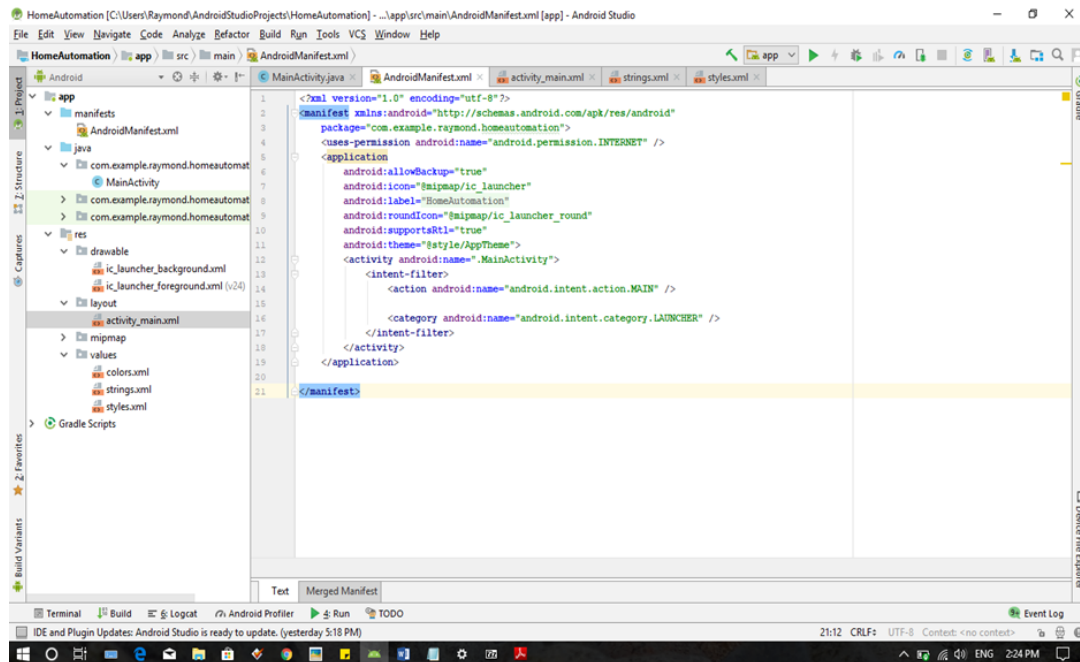 HomeAutomation [C:\Users\Raymond\AndroidStudioProjects\HomeAutomation] - ...\app\src\main\AndroidManifest.xml [app] - Android Studio
File Edit View Navigate Code Analyze Refactor Build Run Tools VCS Window Help
HomeAutomation app src main AndroidManifest.xml
app
Android
MainActivity.java
AndroidManifest.xml
activity_main.xml
strings.xml
styles.xml
1: Project
Z: Structure
Captures
2: Favorites
Build Variants
app
manifests
AndroidManifest.xml
java
com.example.raymond.homeautomat
MainActivity
com.example.raymond.homeautomat
com.example.raymond.homeautomat
res
drawable
ic_launcher_background.xml
ic_launcher_foreground.xml (v24)
layout
activity_main.xml
mipmap
values
colors.xml
strings.xml
styles.xml
Gradle Scripts
1 <?xml version="1.0" encoding="utf-8"?>
2 <manifest xmlns:android="http://schemas.android.com/apk/res/android"
3 package="com.example.raymond.homeautomation">
4 <uses-permission android:name="android.permission.INTERNET" />
5 <application
6 android:allowBackup="true"
7 android:icon="@mipmap/ic_launcher"
8 android:label="HomeAutomation"
9 android:roundIcon="@mipmap/ic_launcher_round"
10 android:supportsRtl="true"
11 android:theme="@style/AppTheme">
12 <activity android:name=".MainActivity">
13 <intent-filter>
14 <action android:name="android.intent.action.MAIN" />
15
16 <category android:name="android.intent.category.LAUNCHER" />
17 </intent-filter>
18 </activity>
19 </application>
20
21 </manifest>
Text Merged Manifest
Terminal Build 6: Logcat Android Profiler 4: Run TODO
Event Log
IDE and Plugin Updates: Android Studio is ready to update. (yesterday 5:18 PM)
21:12 CRLF: UTF-8 Context: <no context>
ENG 2:24 PM